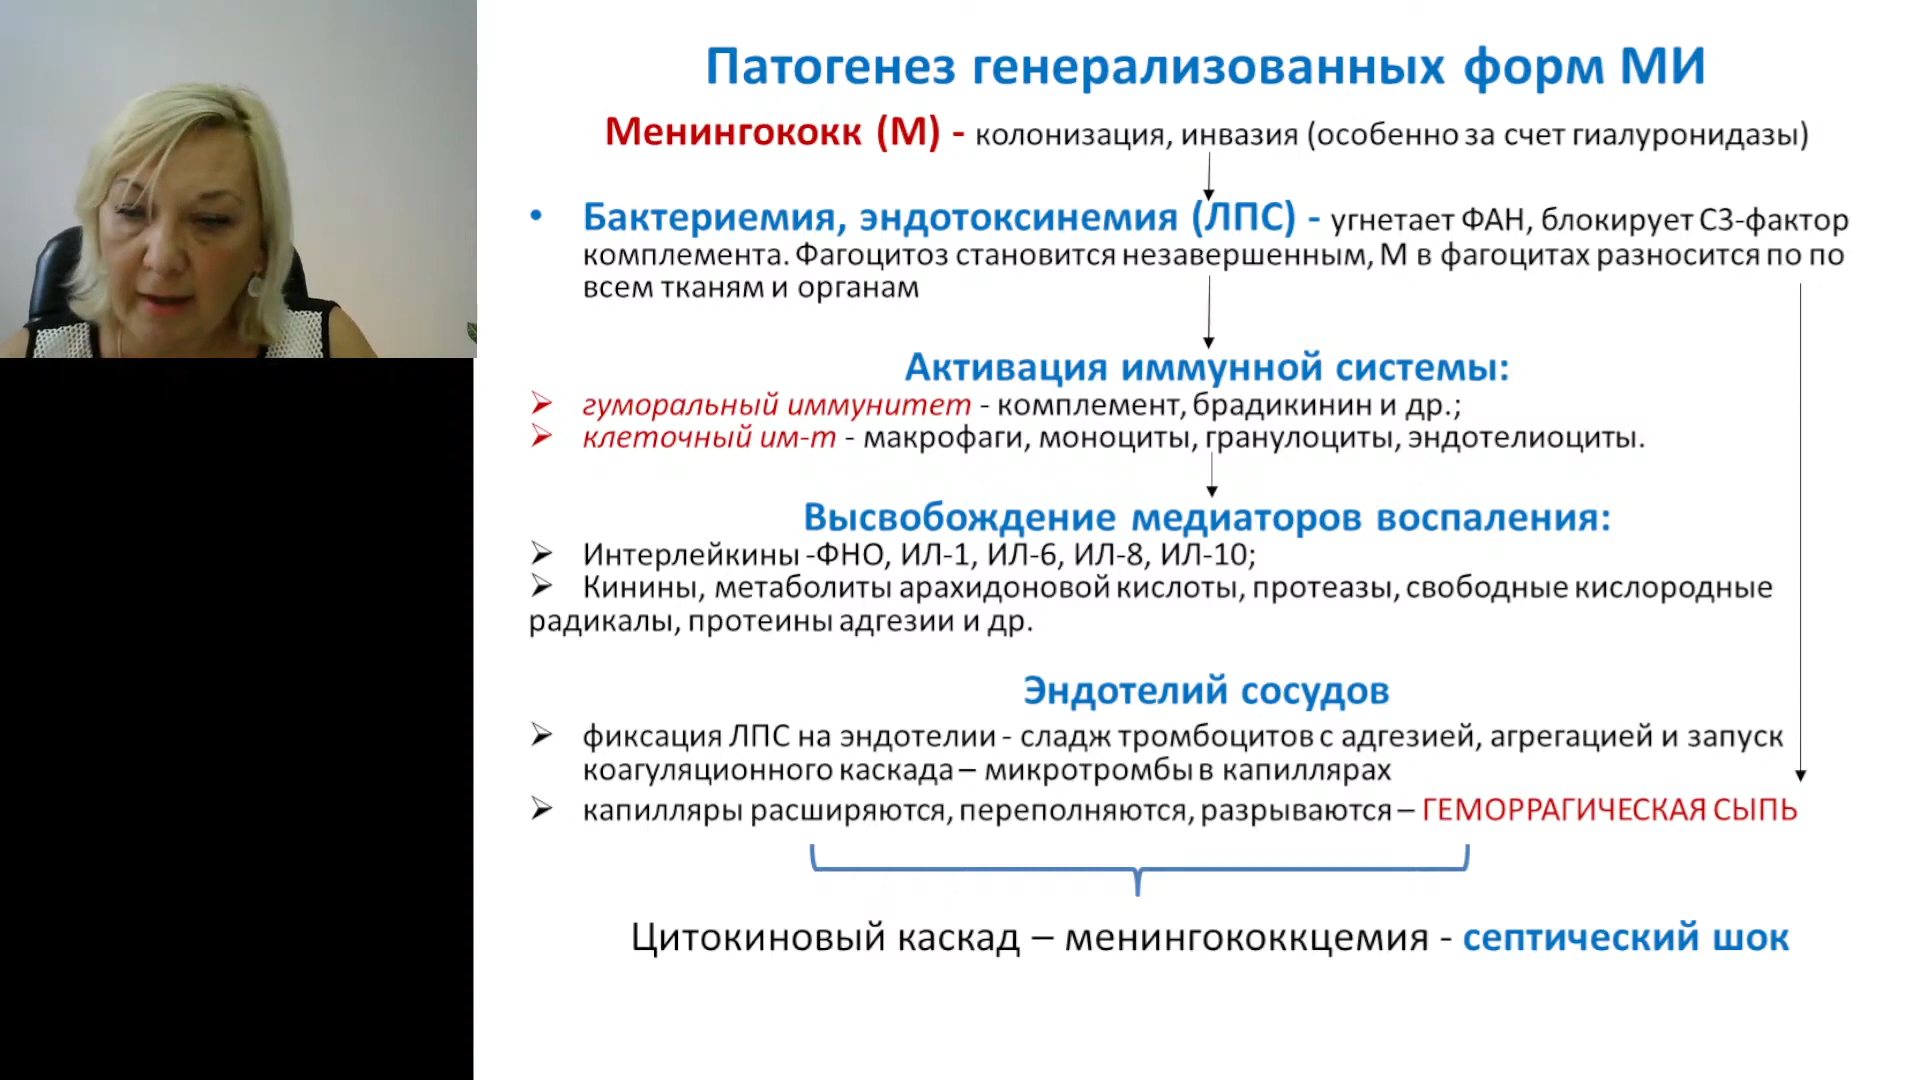 Патогенез генерализованных форм МИ
Менингококк (М) - колонизация, инвазия (особенно за счет гиалуронидазы)
• Бактериемия, эндотоксинемия (ЛПС) - угнетает ФАН, блокирует С3-фактор
комплемента. Фагоцитоз становится незавершенным, М в фагоцитах разносится по по
всем тканям и органам
Активация иммунной системы:
➢ гуморальный иммунитет - комплемент, брадикинин и др.;
➢ клеточный им-т - макрофаги, моноциты, гранулоциты, эндотелиоциты.
Высвобождение медиаторов воспаления:
➢ Интерлейкины -ФНО, ИЛ-1, ИЛ-6, ИЛ-8, ИЛ-10;
➢ Кинины, метаболиты арахидоновой кислоты, протеазы, свободные кислородные
радикалы, протеины адгезии и др.
Эндотелий сосудов
➢ фиксация ЛПС на эндотелии - сладж тромбоцитов с адгезией, агрегацией и запуск
коагуляционного каскада – микротромбы в капиллярах
➢ капилляры расширяются, переполняются, разрываются – ГЕМОРРАГИЧЕСКАЯ СЫПЬ
Цитокиновый каскад – менингококкцемия - септический шок